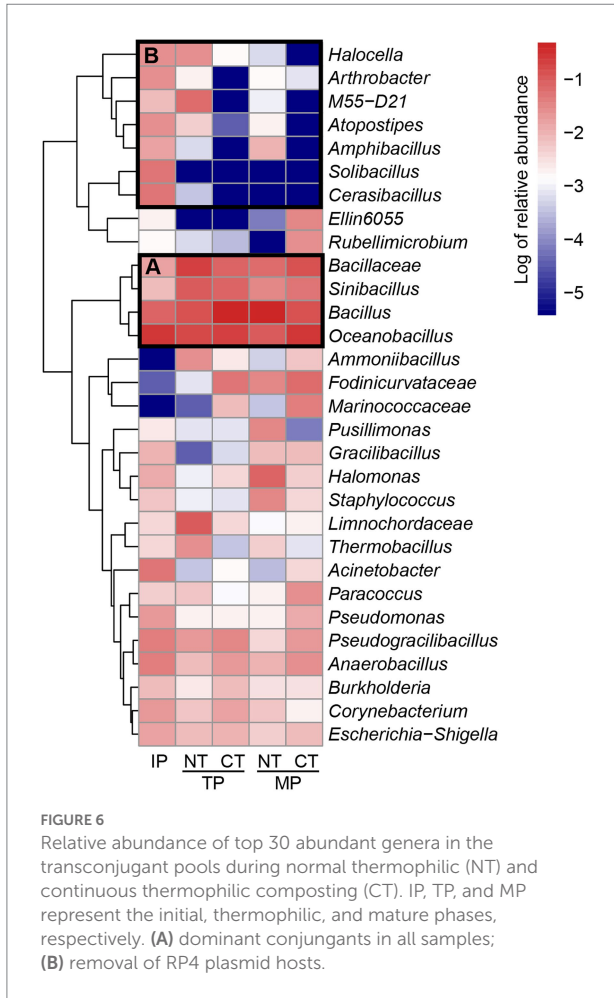 B
Halocella
Arthrobacter
M55−D21
Atopostipes
Amphibacillus
Solibacillus
Cerasibacillus
Ellin6055
Rubellimicrobium
A
Bacillaceae
Sinibacillus
Bacillus
Oceanobacillus
Ammoniibacillus
Fodinicurvataceae
Marinococcaceae
Pusillimonas
Gracilibacillus
Halomonas
Staphylococcus
Limnochordaceae
Thermobacillus
Acinetobacter
Paracoccus
Pseudomonas
Pseudogracilibacillus
Anaerobacillus
Burkholderia
Corynebacterium
Escherichia−Shigella
IP NT CT NT CT
TP MP
Log of relative abundance
−1
−2
−3
−4
−5
FIGURE 6
Relative abundance of top 30 abundant genera in the
transconjugant pools during normal thermophilic (NT) and
continuous thermophilic composting (CT). IP, TP, and MP
represent the initial, thermophilic, and mature phases,
respectively. (A) dominant conjungants in all samples;
(B) removal of RP4 plasmid hosts.